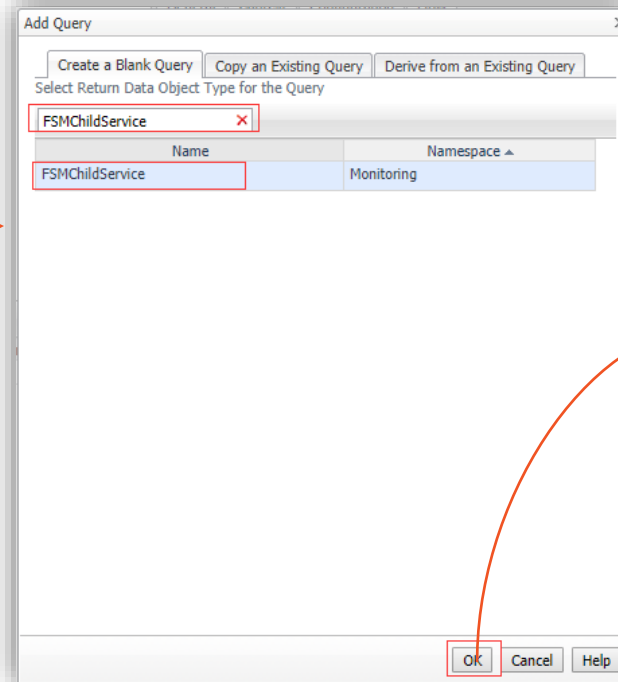 Add Query
Create a Blank Query Copy an Existing Query Derive from an Existing Query
Select Return Data Object Type for the Query
FSMChildService
Name Namespace
FSMChildService Monitoring
OK Cancel Help